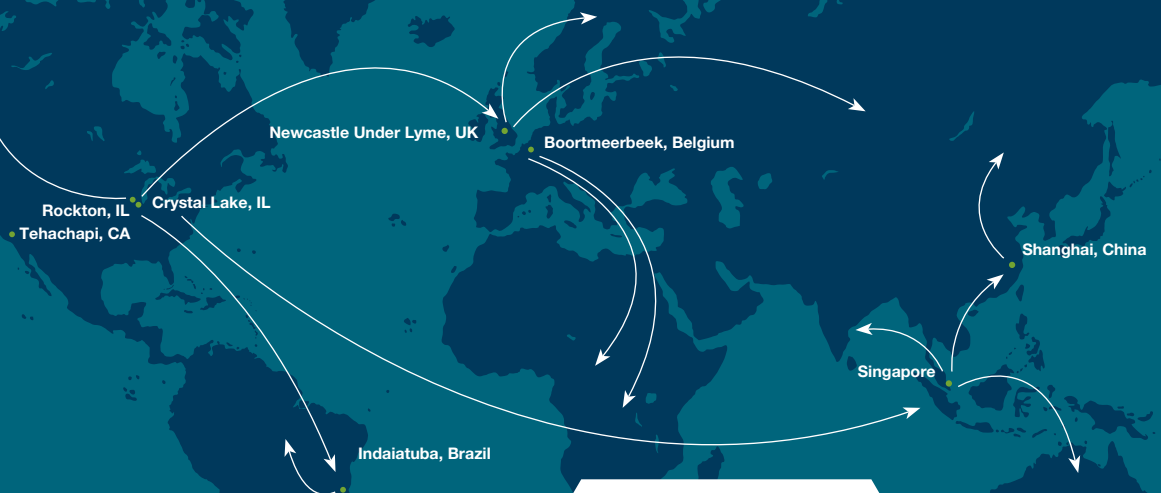 Newcastle Under Lyme, UK
Boortmeerbeek, Belgium
Crystal Lake, IL
Rockton, IL
Tehachapi, CA
Shanghai, China
Singapore
Indaiatuba, Brazil